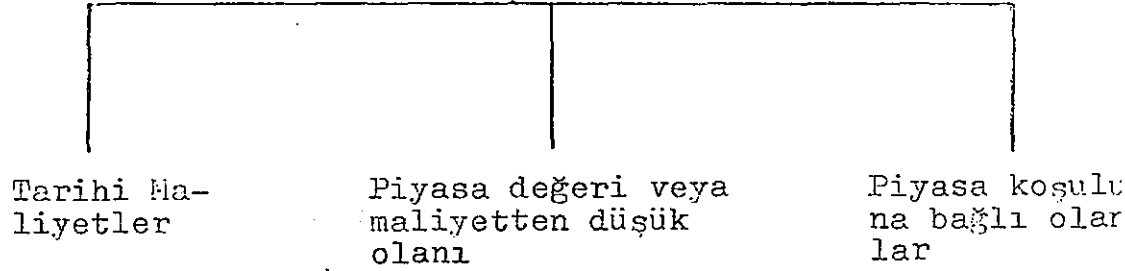 Tarihi Ma-
liyetler
Piyasa değeri veya
maliyetten düşük
olanı
Piyasa koşulu
na bağlı olan
lar